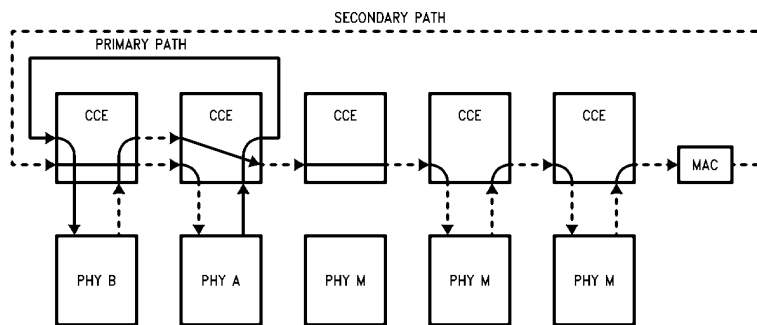 SECONDARY PATH
PRIMARY PATH
CCE CCE CCE CCE CCE
MAC
PHY B PHY A PHY M PHY M PHY M